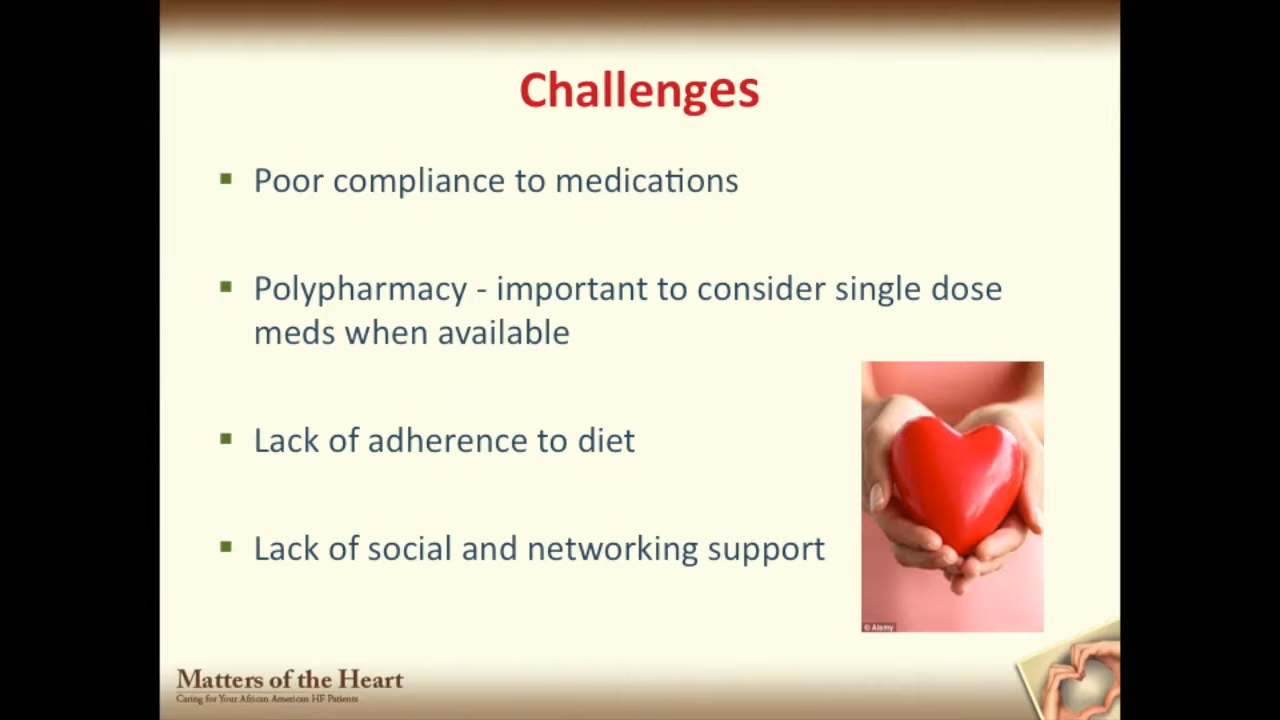 Challenges
▪ Poor compliance to medications
▪ Polypharmacy - important to consider single dose
meds when available
▪ Lack of adherence to diet
▪ Lack of social and networking support
© Alamy
Matters of the Heart
Caring for Your African American HF Patients